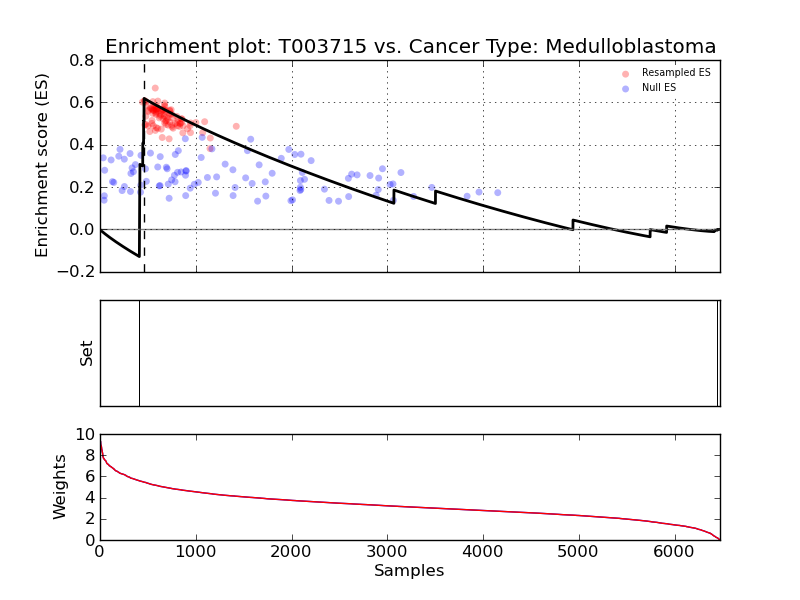 Enrichment plot: T003715 vs. Cancer Type: Medulloblastoma
Enrichment score (ES)
0.8
0.6
0.4
0.2
0.0
−0.2
Resampled ES
Null ES
Set
Weights
10
8
6
4
2
0
0 1000 2000 3000 4000 5000 6000
Samples